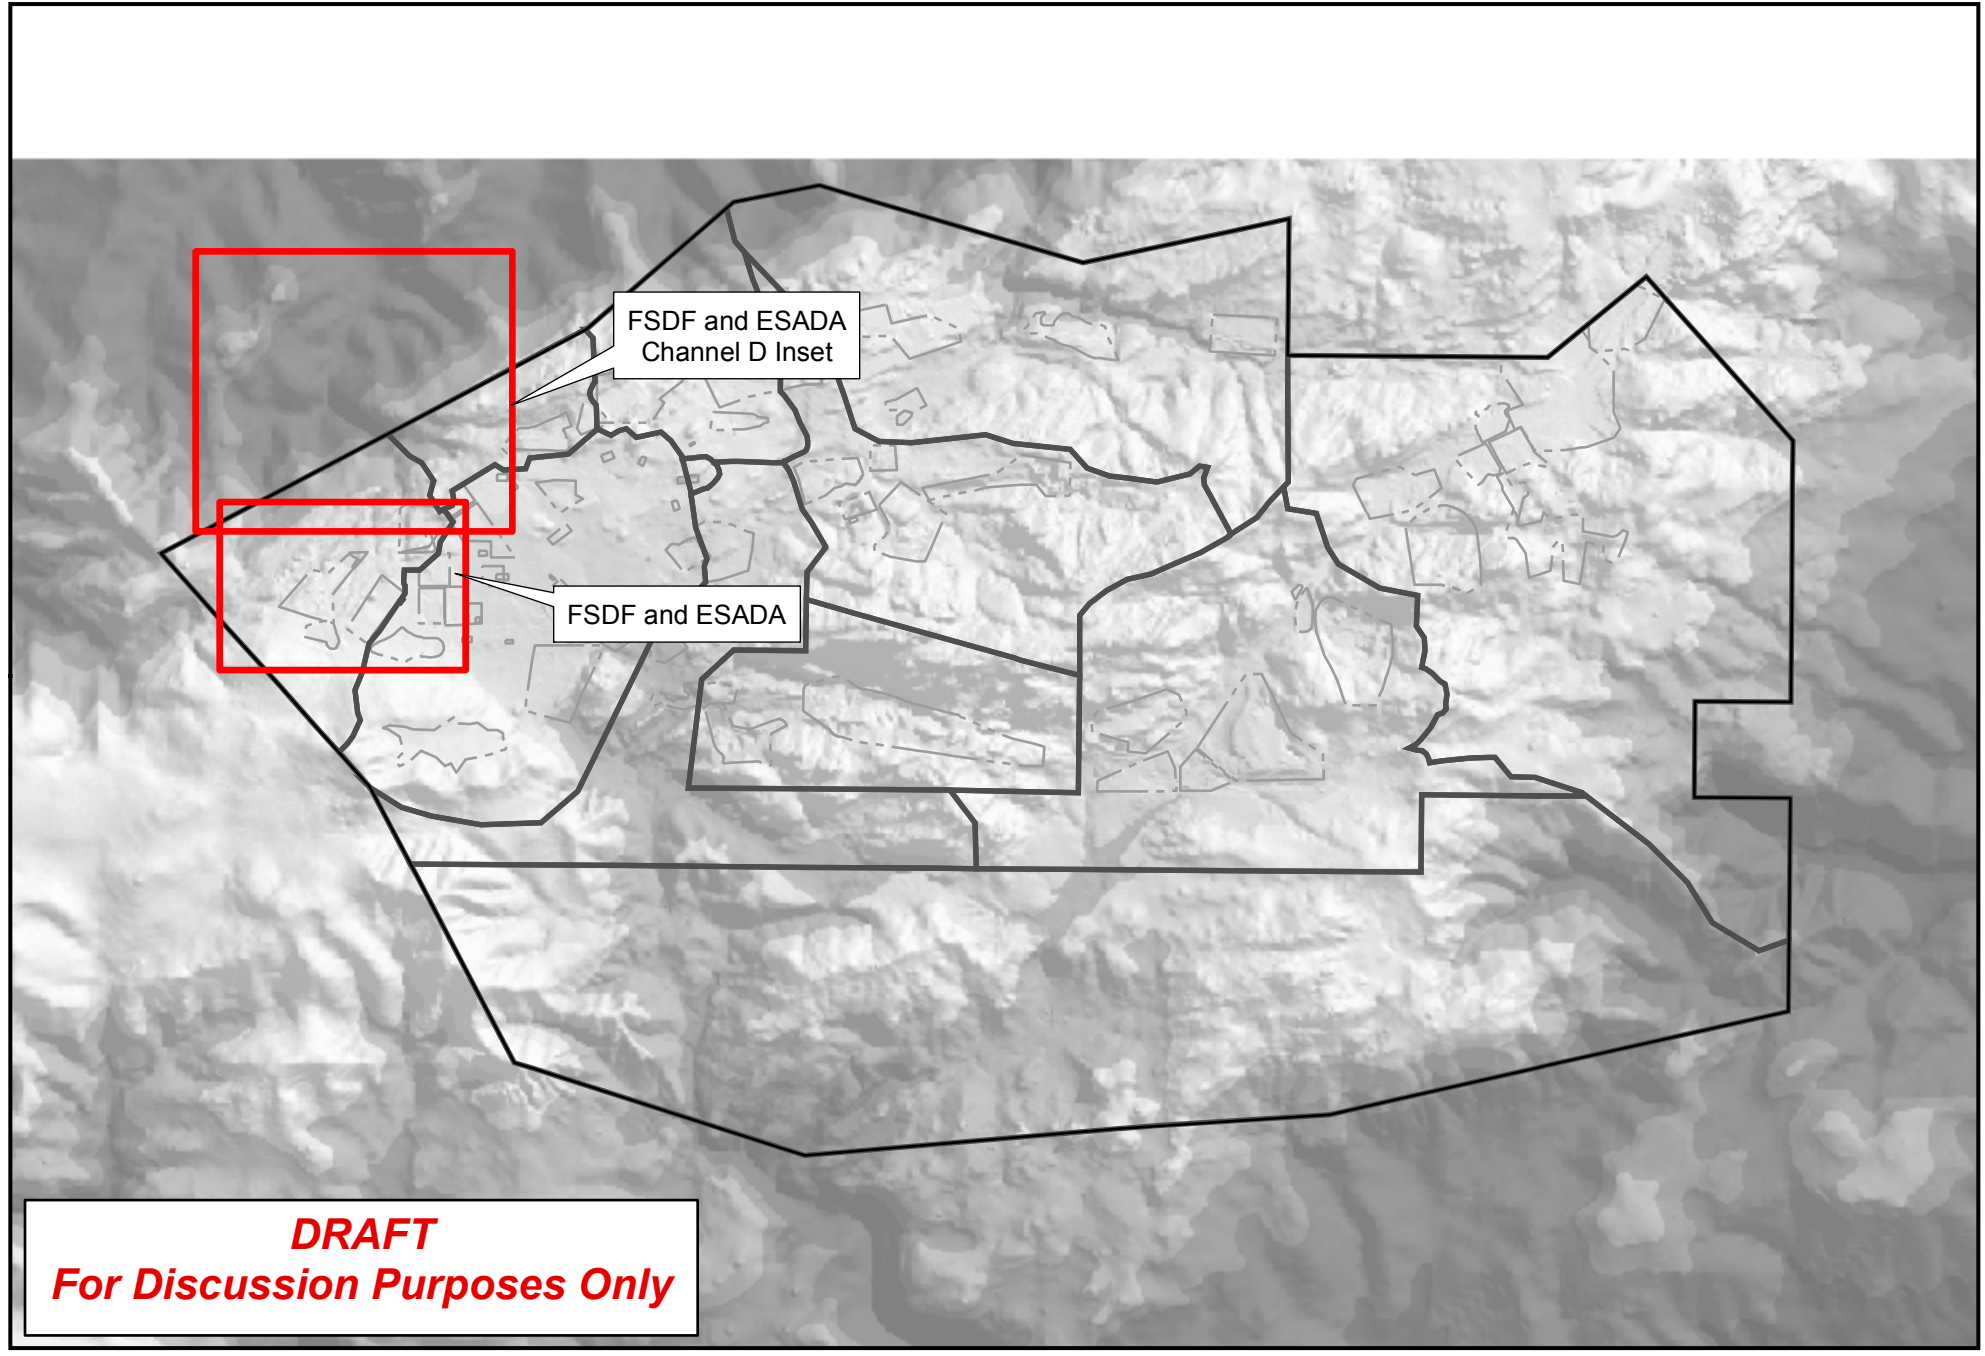 FSDF and ESADA
Channel D Inset
FSDF and ESADA
DRAFT
For Discussion Purposes Only